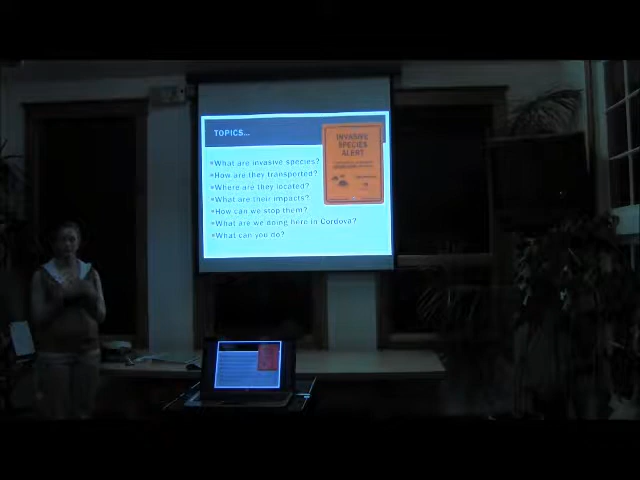 TOPICS...
▪What are invasive species?
▪How are they transported?
▪Where are they located?
▪What are their impacts?
▪How can we stop them?
▪What are we doing here in Cordova?
▪What can you do?
INVASIVE
SPECIES
ALERT